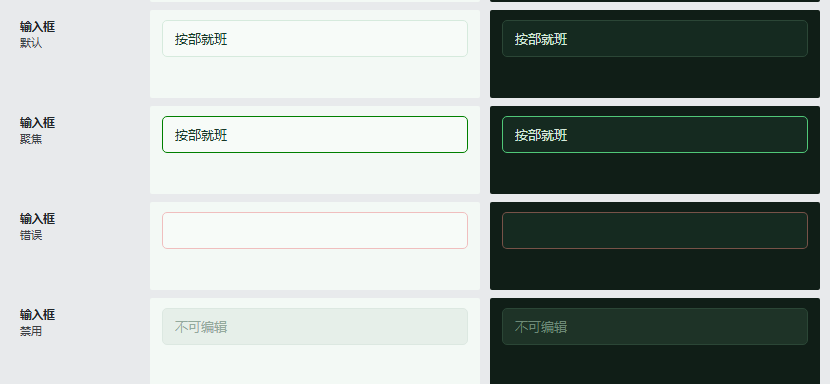 输入框
默认
按部就班
按部就班
输入框
聚焦
按部就班
按部就班
输入框
错误
输入框
禁用
不可编辑
不可编辑